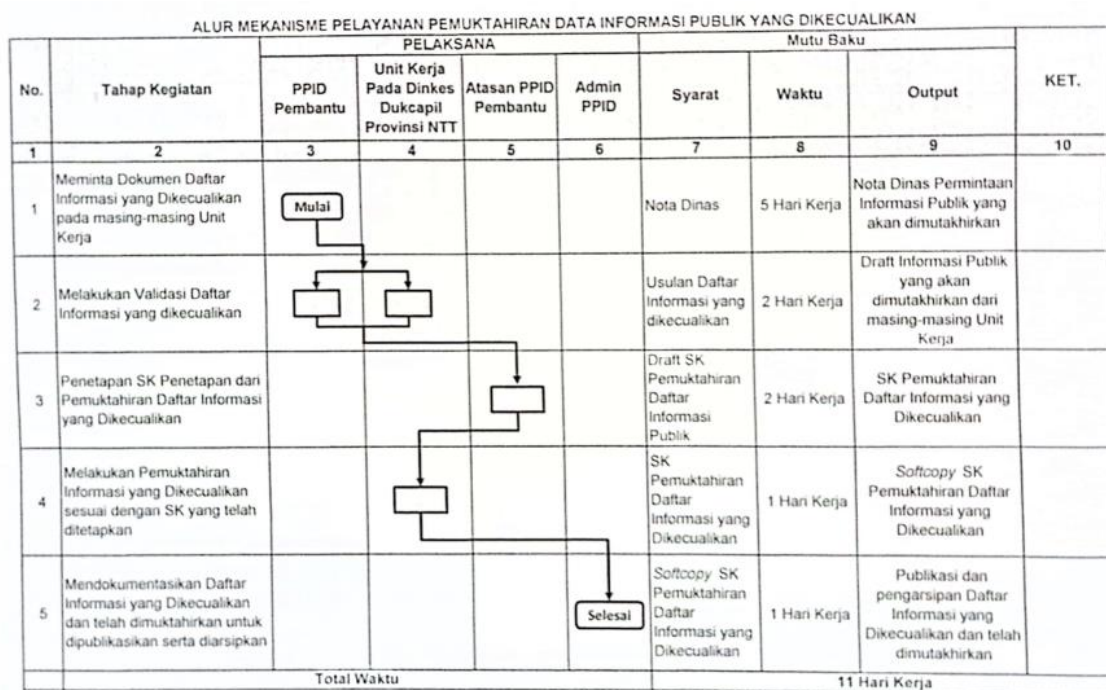 ALUR MEKANISME PELAYANAN PEMUKTAHIRAN DATA INFORMASI PUBLIK YANG DIKECUALIKAN
No.
Tahap Kegiatan
PELAKSANA
Mutu Baku
KET.
PPID
Pembantu
Unit Kerja
Pada Dinkes
Dukcapil
Provinsi NTT
Atasan PPID
Pembantu
Admin
PPID
Syarat
Waktu
Output
1 2 3 4 5 6 7 8 9 10
1
Meminta Dokumen Daftar
Informasi yang Dikecualikan
pada masing-masing Unit
Kerja
Mulai
Nota Dinas
5 Hari Kerja
Nota Dinas Permintaan
Informasi Publik yang
akan dimutakhirkan
2
Melakukan Validasi Daftar
Informasi yang dikecualikan
Usulan Daftar
Informasi yang
dikecualikan
2 Hari Kerja
Draft Informasi Publik
yang akan
dimutakhirkan dari
masing-masing Unit
Kerja
3
Penetapan SK Penetapan dan
Pemuktahiran Daftar Informasi
yang Dikecualikan
Draft SK
Pemuktahiran
Daftar
Informasi
Publik
2 Hari Kerja
SK Pemuktahiran
Daftar Informasi yang
Dikecualikan
4
Melakukan Pemuktahiran
Informasi yang Dikecualikan
sesuai dengan SK yang telah
ditetapkan
SK
Pemuktahiran
Daftar
Informasi yang
Dikecualikan
1 Hari Kerja
Softcopy SK
Pemuktahiran Daftar
Informasi yang
Dikecualikan
5
Mendokumentasikan Daftar
Informasi yang Dikecualikan
dan telah dimuktahirkan untuk
dipublikasikan serta diarsipkan
Selesai
Softcopy SK
Pemuktahiran
Daftar
Informasi yang
Dikecualikan
1 Hari Kerja
Publikasi dan
pengarsipan Daftar
Informasi yang
Dikecualikan dan telah
dimutakhirkan
Total Waktu
11 Hari Kerja